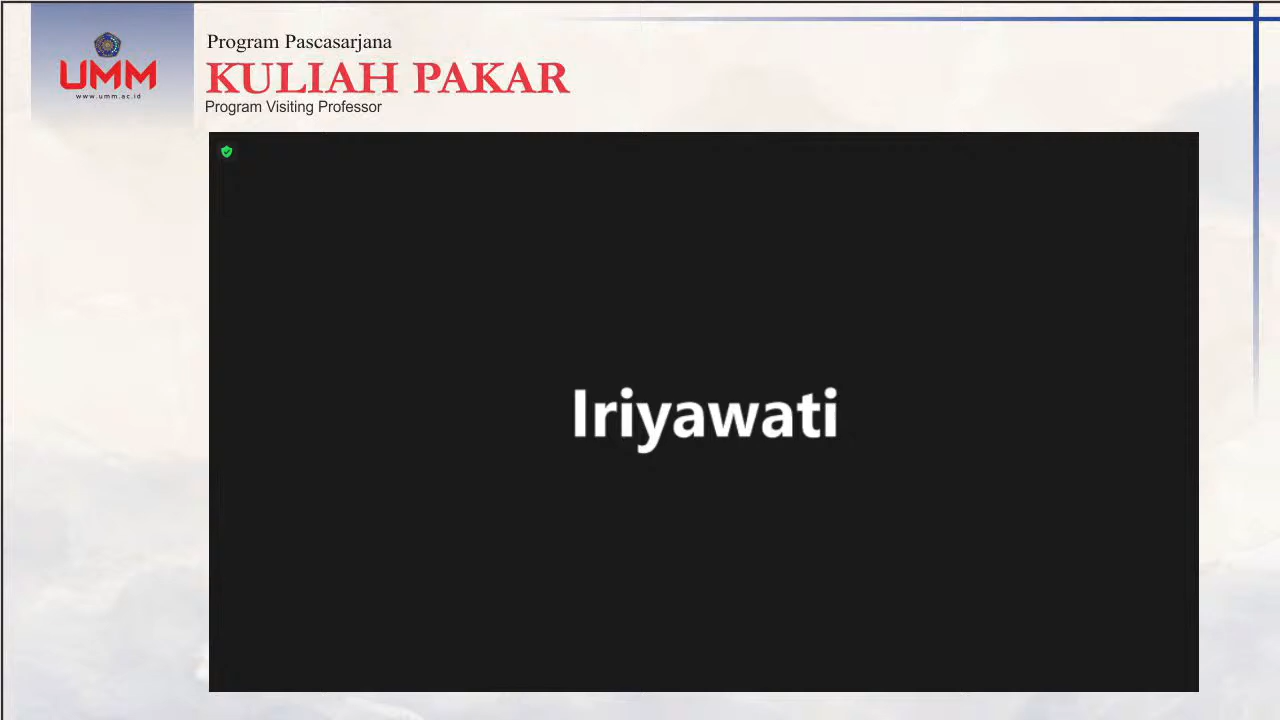 UMM
www.umm.ac.id
Program Pascasarjana
KULIAH PAKAR
Program Visiting Professor
Iriyawati